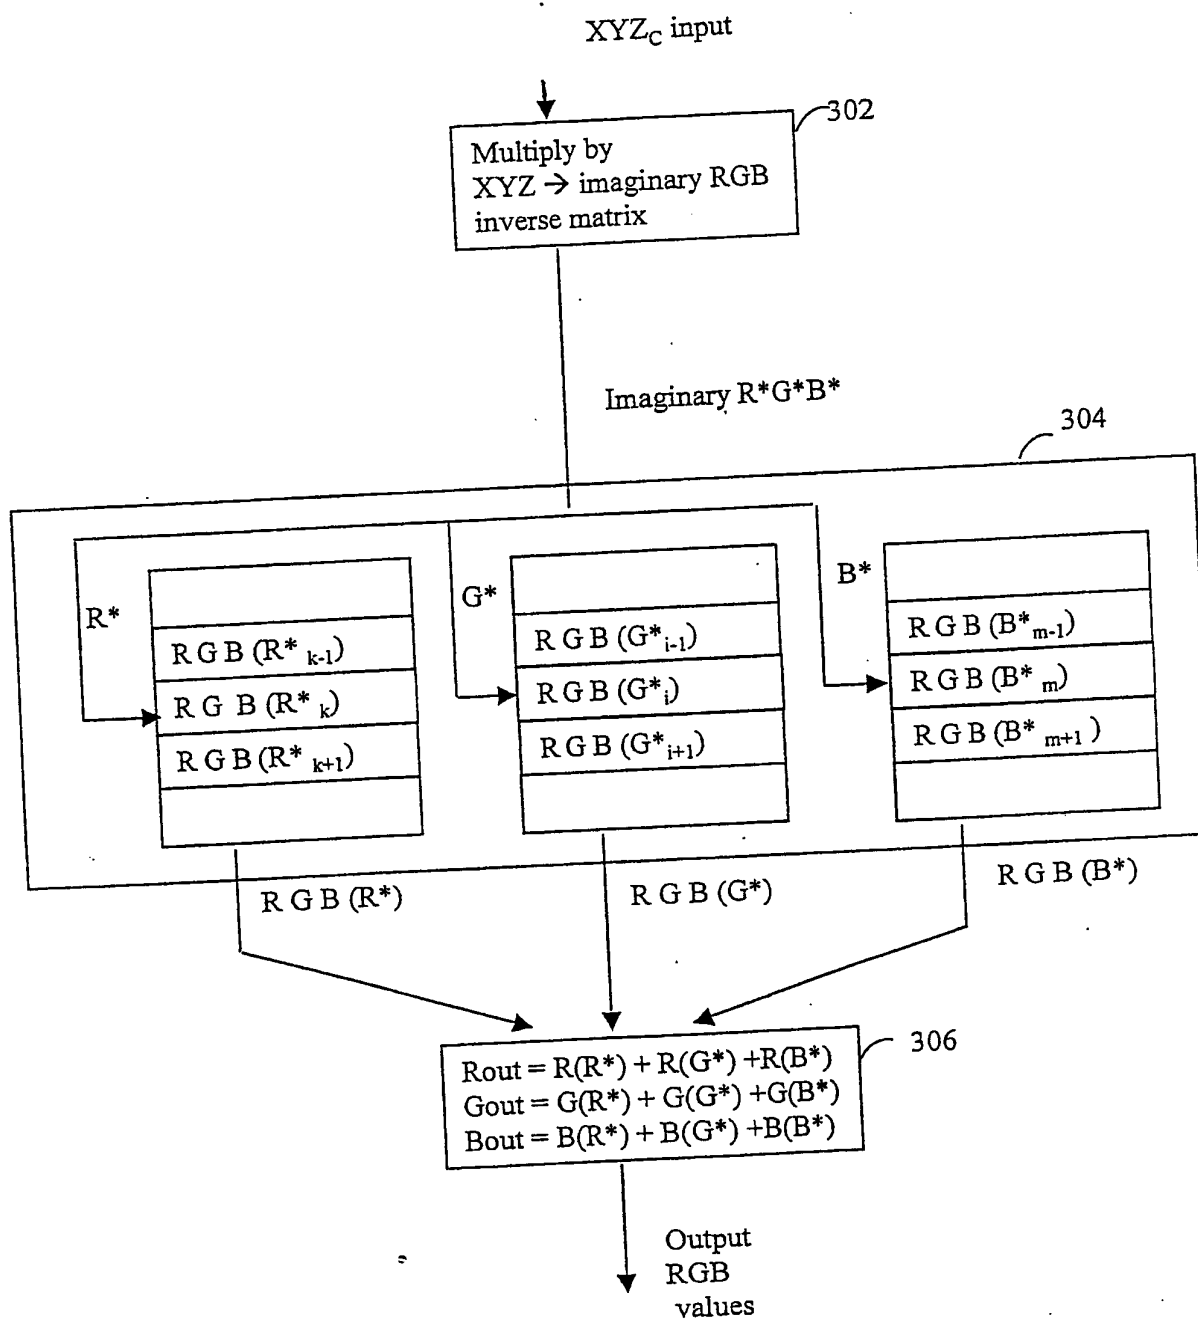 XYZC input
302
Multiply by
XYZ → imaginary RGB
inverse matrix
Imaginary R*G*B*
304
R*
G*
B*
R G B (R* k-1)
R G B (R* k)
R G B (R* k+1)
R G B (G*i-1)
R G B (G*i)
R G B (G*i+1)
R G B (B* m-1)
R G B (B* m)
R G B (B* m+1)
R G B (R*)
R G B (G*)
R G B (B*)
306
Rout = R(R*) + R(G*) +R(B*)
Gout = G(R*) + G(G*) +G(B*)
Bout = B(R*) + B(G*) +B(B*)
Output
RGB
values